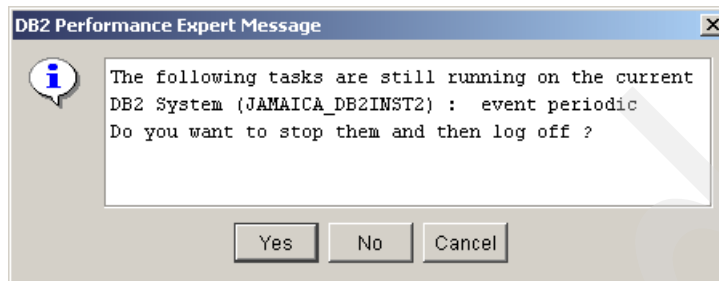 DB2 Performance Expert Message
The following tasks are still running on the current
DB2 System (JAMAICA_DB2INST2) :  event periodic
Do you want to stop them and then log off ?
Yes No Cancel